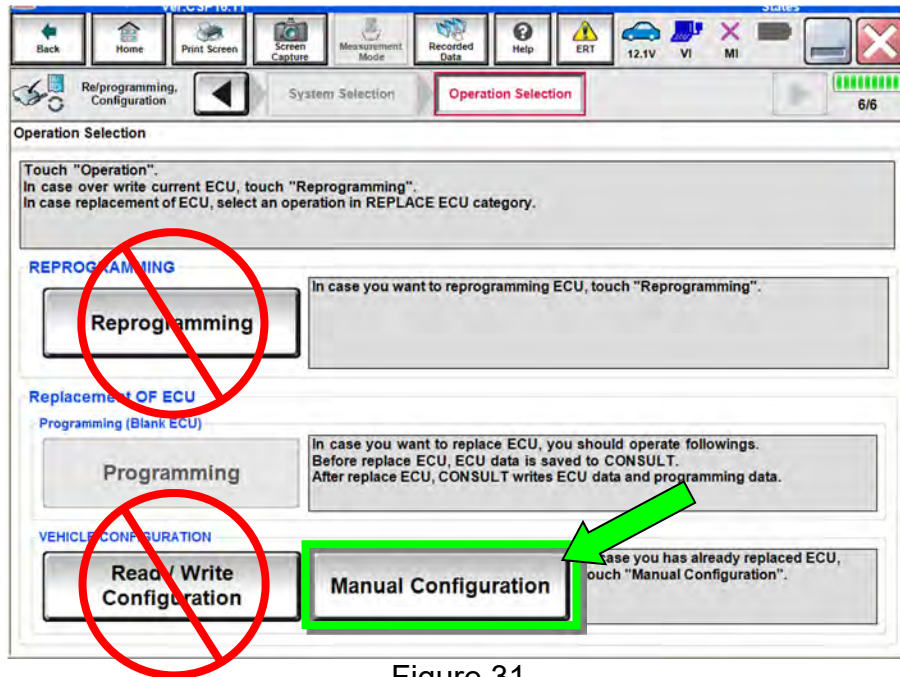 Ver.CSP16.11
States
Back
Home
Print Screen
Screen Capture
Measurement Mode
Recorded Data
Help
ERT
12.1V
VI
MI
Re/programming, Configuration
System Selection
Operation Selection
6/6
Operation Selection
Touch "Operation".
In case over write current ECU, touch "Reprogramming".
In case replacement of ECU, select an operation in REPLACE ECU category.
REPROGRAMMING
Reprogramming
In case you want to reprogramming ECU, touch "Reprogramming".
Replacement OF ECU
Programming (Blank ECU)
Programming
In case you want to replace ECU, you should operate followings.
Before replace ECU, ECU data is saved to CONSULT.
After replace ECU, CONSULT writes ECU data and programming data.
VEHICLE CONFIGURATION
Read / Write
Configuration
Manual Configuration
case you has already replaced ECU,
ouch "Manual Configuration".
Figure 31